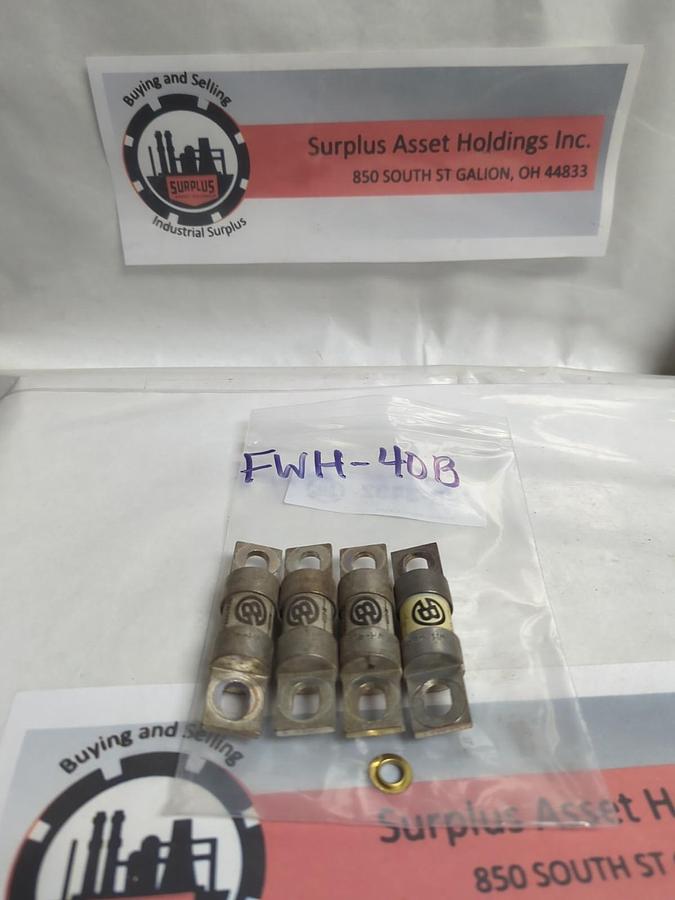 Buying and Selling
SURPLUS
Industrial Surplus
Surplus Asset Holdings Inc.
850 SOUTH ST GALION, OH 44833
FWH-40B
Buying and Selling
Surplus Asset H
850 SOUTH ST